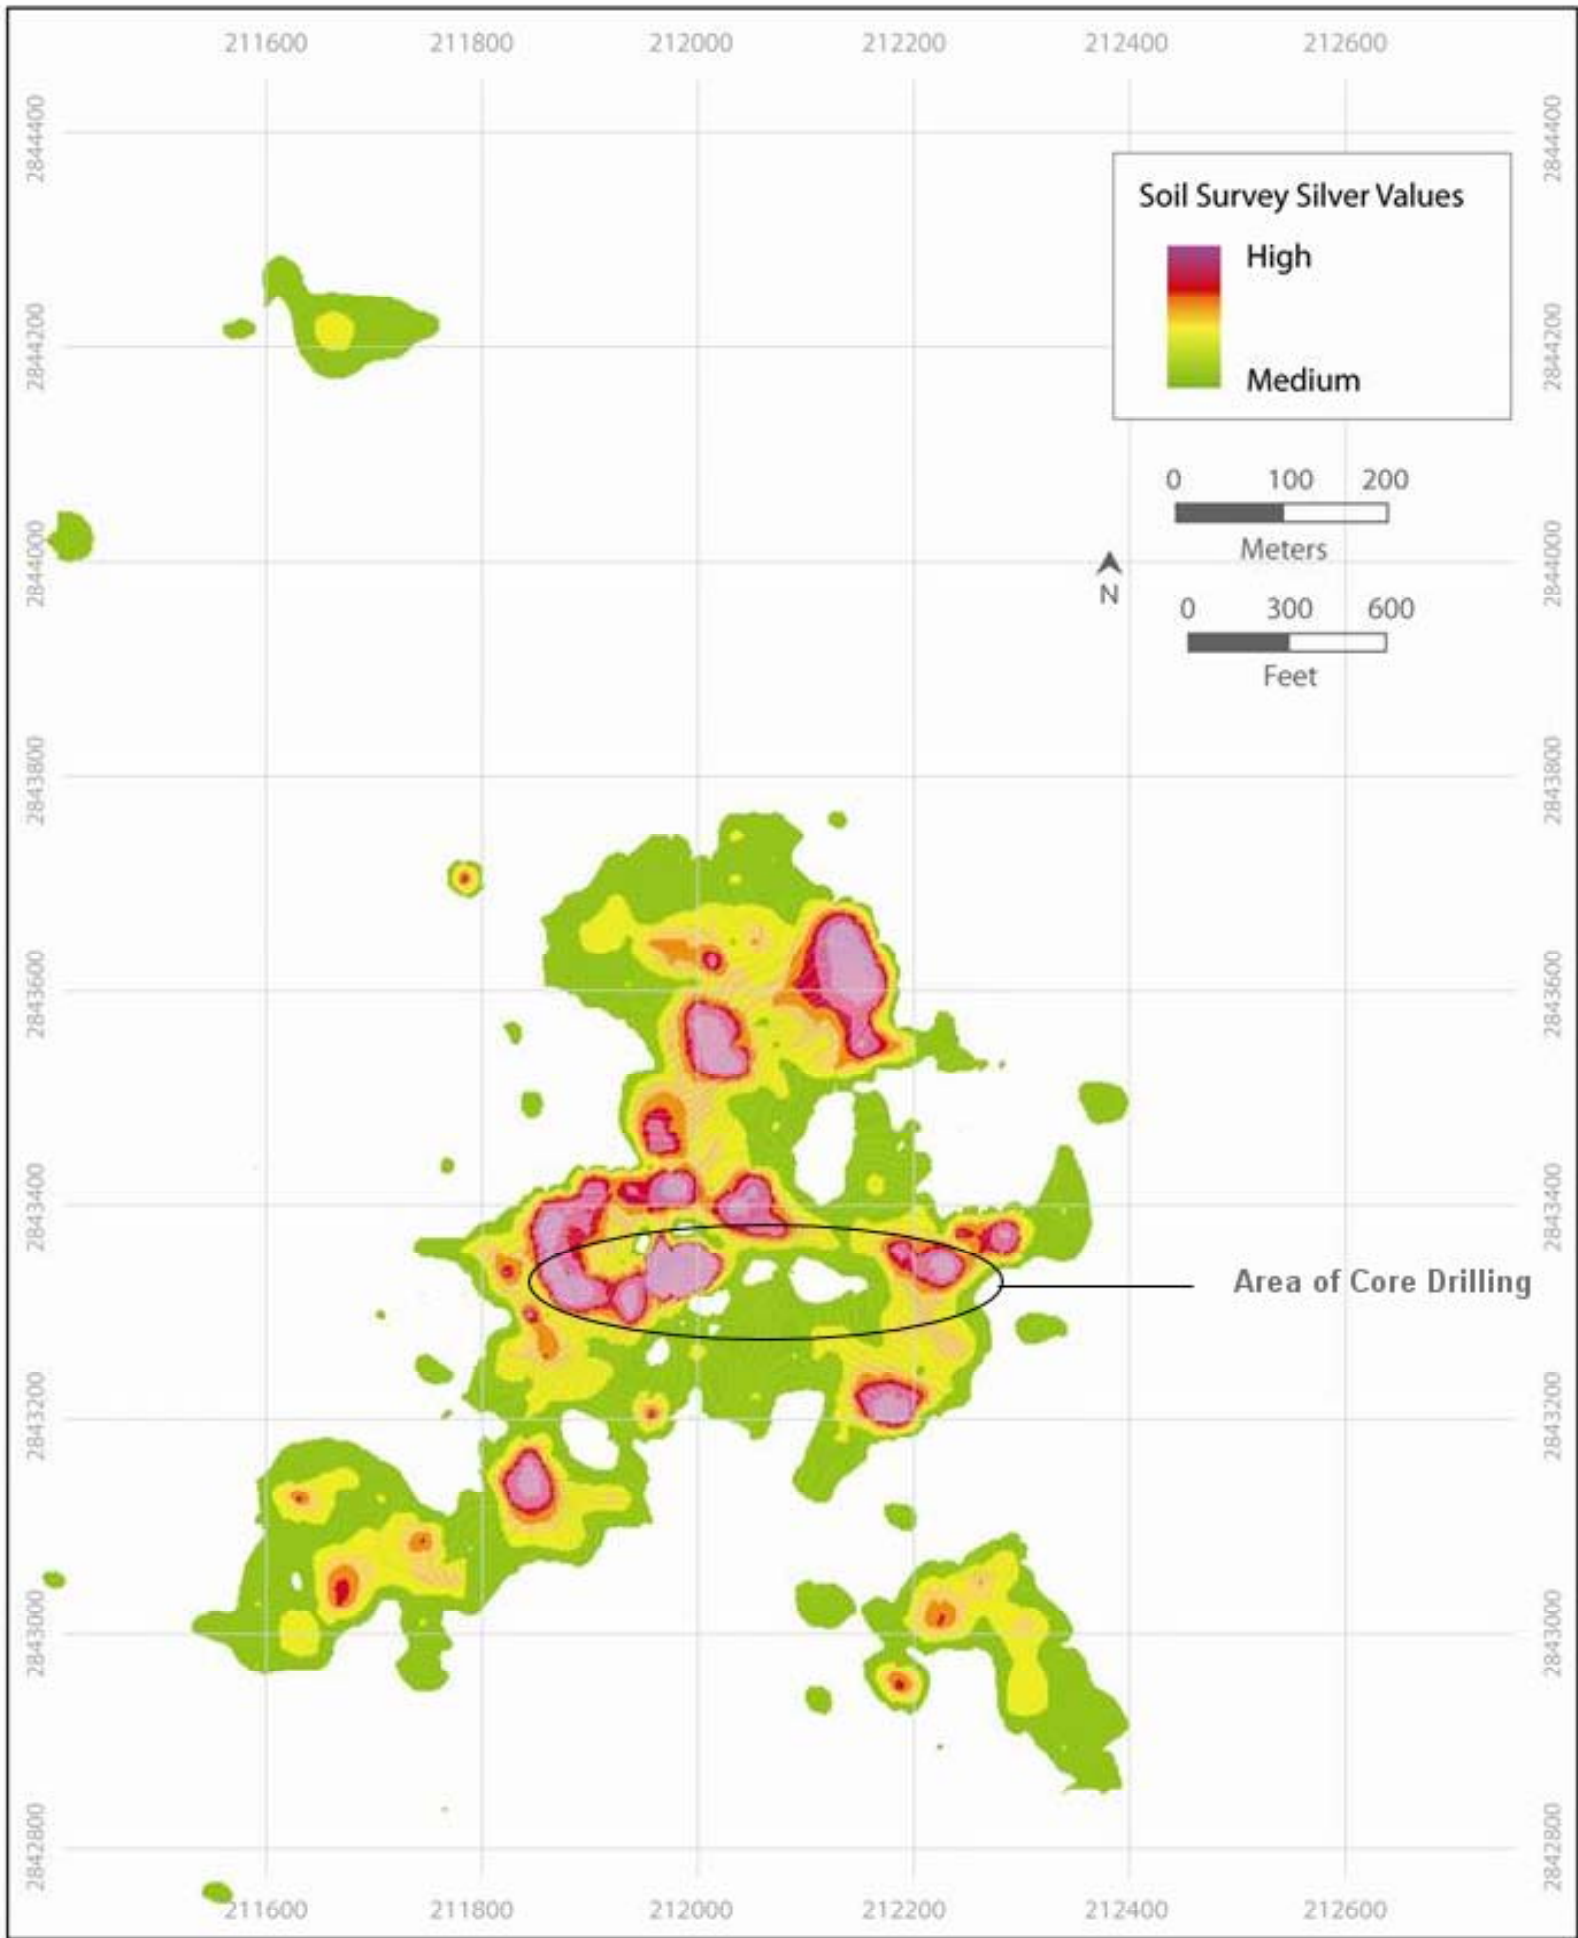 211600 211800 212000 212200 212400 212600
2844400 2844400
Soil Survey Silver Values
High
Medium
2844200 2844200
0 100 200
Meters
2844000 2844000
N
0 300 600
Feet
2843800 2843800
2843600 2843600
2843400 2843400
Area of Core Drilling
2843200 2843200
2843000 2843000
2842800 2842800
211600 211800 212000 212200 212400 212600